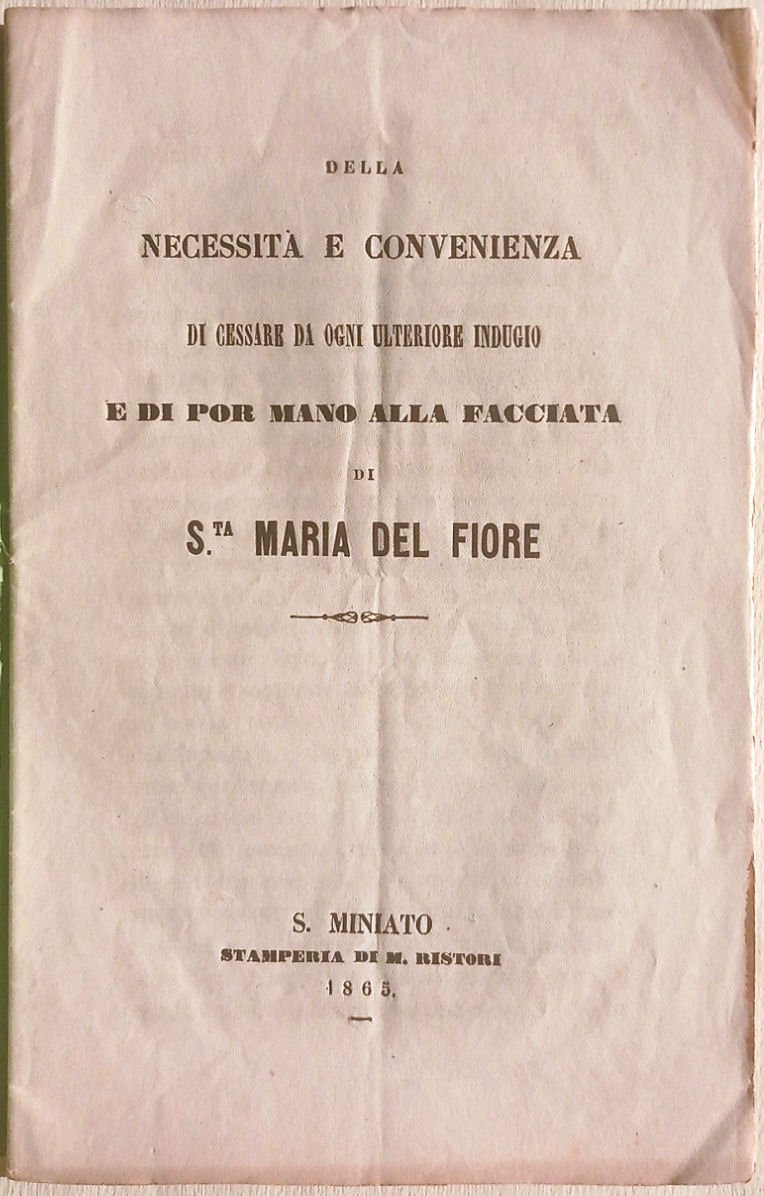 DELLA
NECESSITÀ E CONVENIENZA
DI CESSARE DA OGNI ULTERIORE INDUGIO
E DI POR MANO ALLA FACCIATA
DI
S.TA MARIA DEL FIORE
S. MINIATO
STAMPERIA DI M. RISTORI
1865.